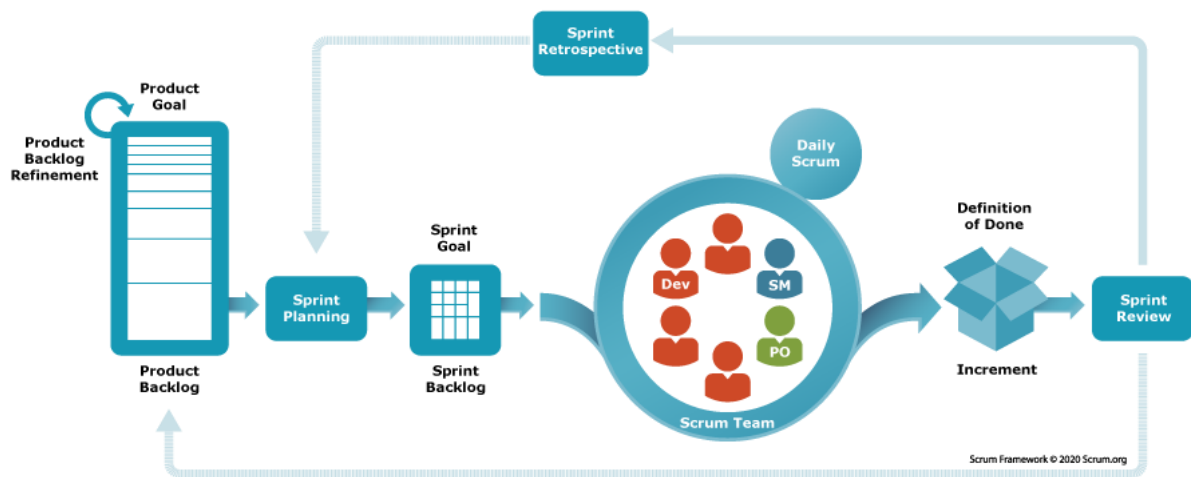 Sprint
Retrospective
Product
Goal
Product
Backlog
Refinement
Daily
Scrum
Definition
of Done
Sprint
Goal
Dev
SM
Sprint
Planning
Sprint
Review
PO
Product
Backlog
Sprint
Backlog
Increment
Scrum Team
Scrum Framework © 2020 Scrum.org